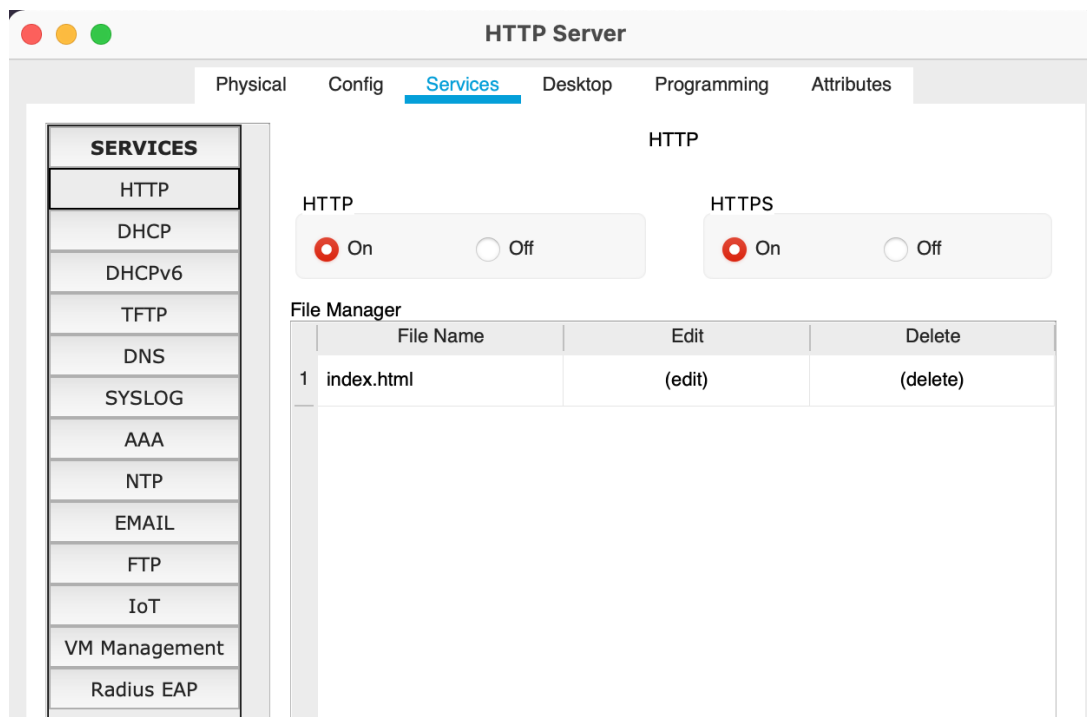 HTTP Server
Physical Config Services Desktop Programming Attributes
SERVICES
HTTP
DHCP
DHCPv6
TFTP
DNS
SYSLOG
AAA
NTP
EMAIL
FTP
IoT
VM Management
Radius EAP
HTTP
HTTP
On Off
HTTPS
On Off
File Manager
File Name Edit Delete
1 index.html (edit) (delete)